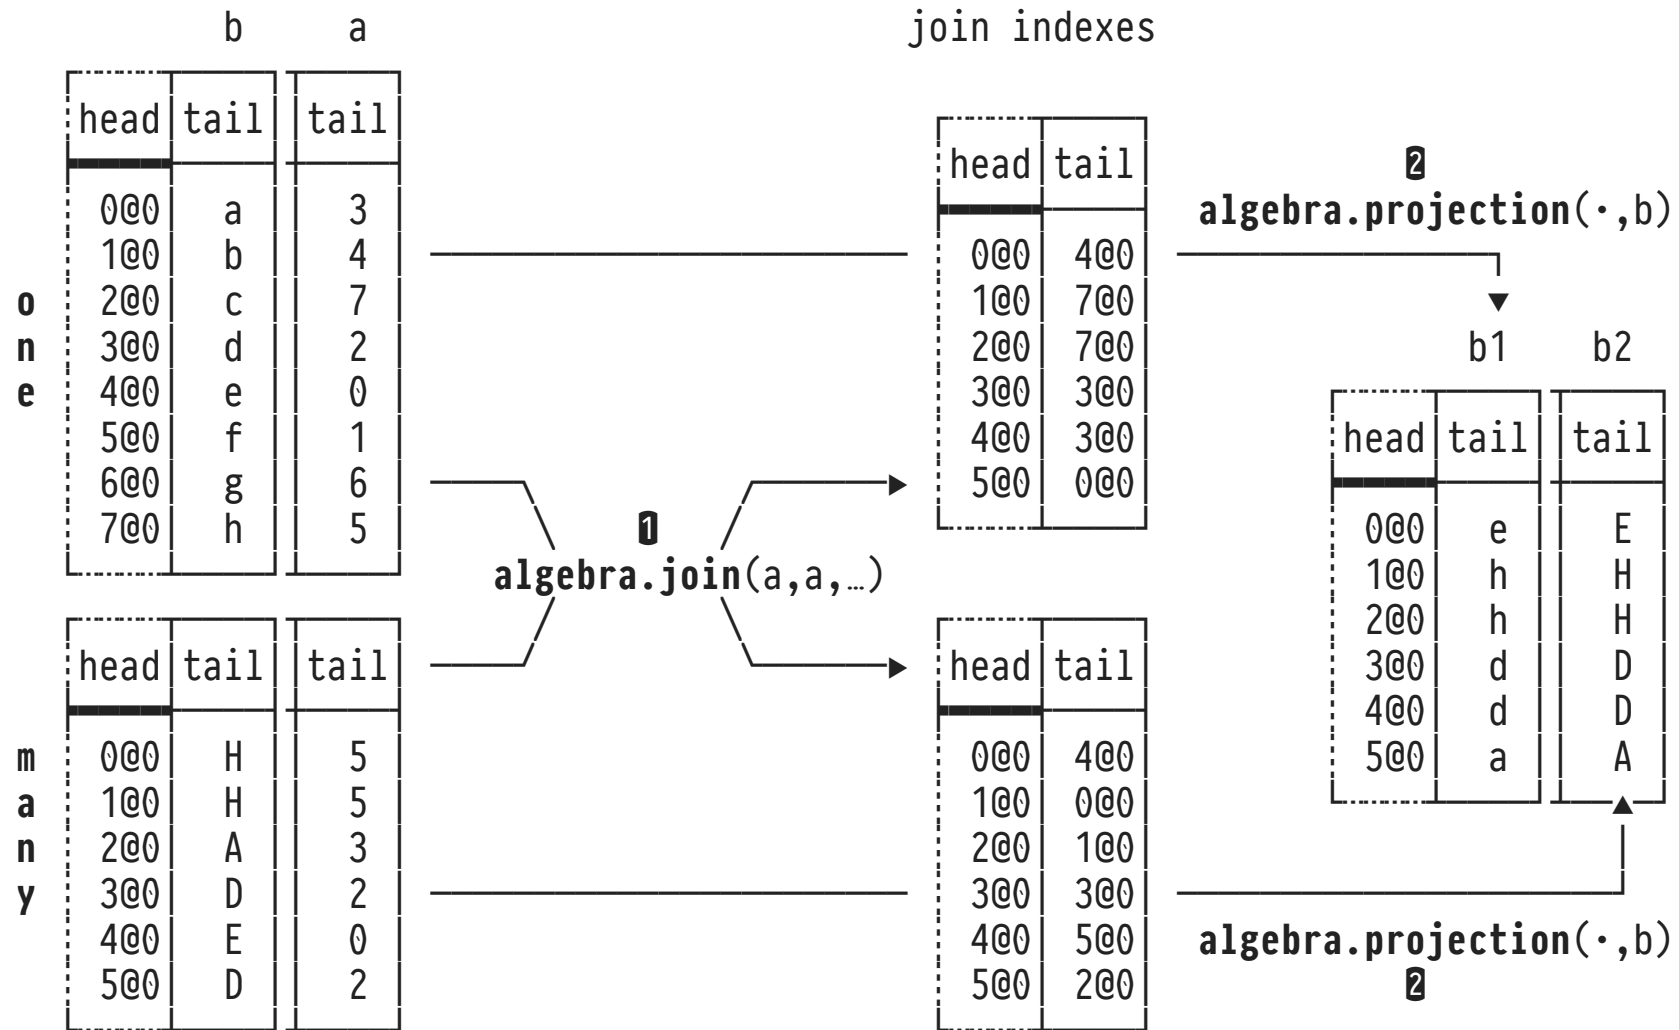 b a join indexes
head tail tail
head tail
❷
0@0 a 3
algebra.projection(·,b)
1@0 b 4
0@0 4@0
one
2@0 c 7
1@0 7@0
3@0 d 2
2@0 7@0
b1 b2
4@0 e 0
3@0 3@0
5@0 f 1
4@0 3@0
head tail tail
6@0 g 6
5@0 0@0
7@0 h 5
❶
0@0 e E
algebra.join(a,a,…)
1@0 h H
2@0 h H
head tail tail
head tail
3@0 d D
4@0 d D
many
0@0 H 5
0@0 4@0
5@0 a A
1@0 H 5
1@0 0@0
2@0 A 3
2@0 1@0
3@0 D 2
3@0 3@0
4@0 E 0
4@0 5@0
algebra.projection(·,b)
5@0 D 2
5@0 2@0
❷